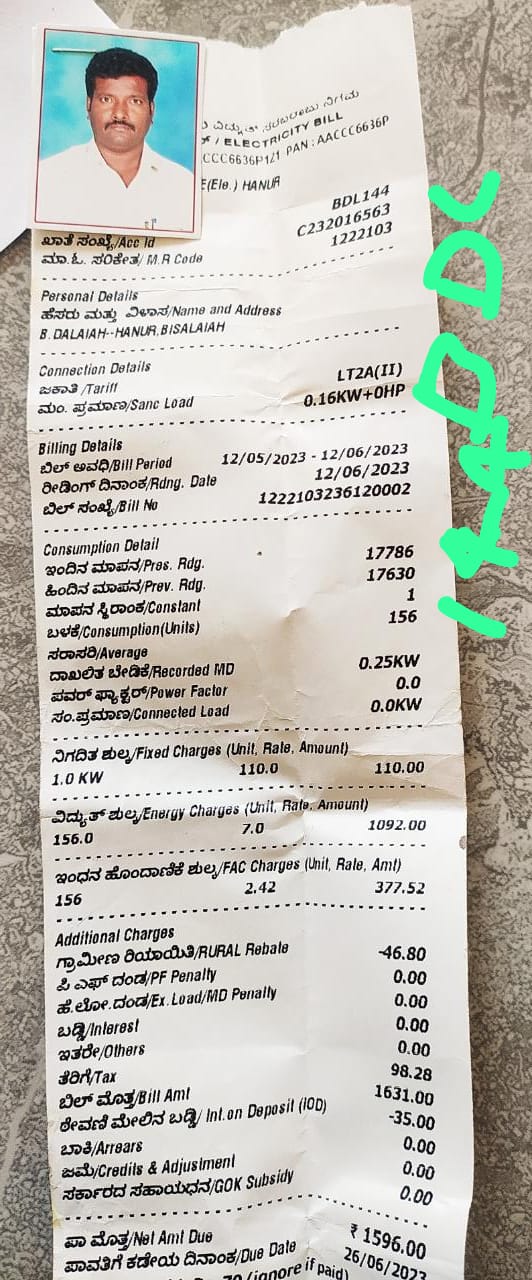 ವಿದ್ಯುತ್ ಸರಬರಾಜು ನಿಗಮ
/ ELECTRICITY BILL
CCC6636P1Z1 PAN : AACCC6636P
E(Ele.) HANUR
BDL144
ಖಾತೆ ಸಂಖ್ಯೆ/Acc Id C232016563
ಮಾ.ಓ. ಸಂಕೇತ/ M.R Code 1222103
Personal Details
ಹೆಸರು ಮತ್ತು ವಿಳಾಸ/Name and Address
B. DALAIAH--HANUR,BISALAIAH
Connection Details
ಜಕಾತಿ /Tariff LT2A(II)
ಮಂ. ಪ್ರಮಾಣ/Sanc Load 0.16KW+0HP
Billing Details
ಬಿಲ್ ಅವಧಿ/Bill Period 12/05/2023 - 12/06/2023
ರೀಡಿಂಗ್ ದಿನಾಂಕ/Rdng. Date 12/06/2023
ಬಿಲ್ ಸಂಖ್ಯೆ/Bill No 1222103236120002
Consumption Detail
ಇಂದಿನ ಮಾಪನ/Pres. Rdg. 17786
ಹಿಂದಿನ ಮಾಪನ/Prev. Rdg. 17630
ಮಾಪನ ಸ್ಥಿರಾಂಕ/Constant 1
ಬಳಕೆ/Consumption(Units) 156
ಸರಾಸರಿ/Average
ದಾಖಲಿತ ಬೇಡಿಕೆ/Recorded MD 0.25KW
ಪವರ್ ಫ್ಯಾಕ್ಟರ್/Power Factor 0.0
ಸಂ.ಪ್ರಮಾಣ/Connected Load 0.0KW
ನಿಗದಿತ ಶುಲ್ಕ/Fixed Charges (Unit, Rate, Amount)
1.0 KW 110.0 110.00
ವಿದ್ಯುತ್ ಶುಲ್ಕ/Energy Charges (Unit, Rate, Amount)
156.0 7.0 1092.00
ಇಂಧನ ಹೊಂದಾಣಿಕೆ ಶುಲ್ಕ/FAC Charges (Unit, Rate, Amt)
156 2.42 377.52
Additional Charges
ಗ್ರಾಮೀಣ ರಿಯಾಯಿತಿ/RURAL Rebate -46.80
ಪಿ ಎಫ್ ದಂಡ/PF Penalty 0.00
ಹೆ.ಲೋ.ದಂಡ/Ex. Load/MD Penalty 0.00
ಬಡ್ಡಿ/Interest 0.00
ಇತರೇ/Others 0.00
ತೆರಿಗೆ/Tax 98.28
ಬಿಲ್ ಮೊತ್ತ/Bill Amt 1631.00
ಠೇವಣಿ ಮೇಲಿನ ಬಡ್ಡಿ/ Int.on Deposit (IOD) -35.00
ಬಾಕಿ/Arrears 0.00
ಜಮೆ/Credits & Adjustment 0.00
ಸರ್ಕಾರದ ಸಹಾಯಧನ/GOK Subsidy 0.00
ಪಾ ಮೊತ್ತ/Net Amt Due ₹ 1596.00
ಪಾವತಿಗೆ ಕಡೇಯ ದಿನಾಂಕ/Due Date 26/06/2023
(ignore if paid)